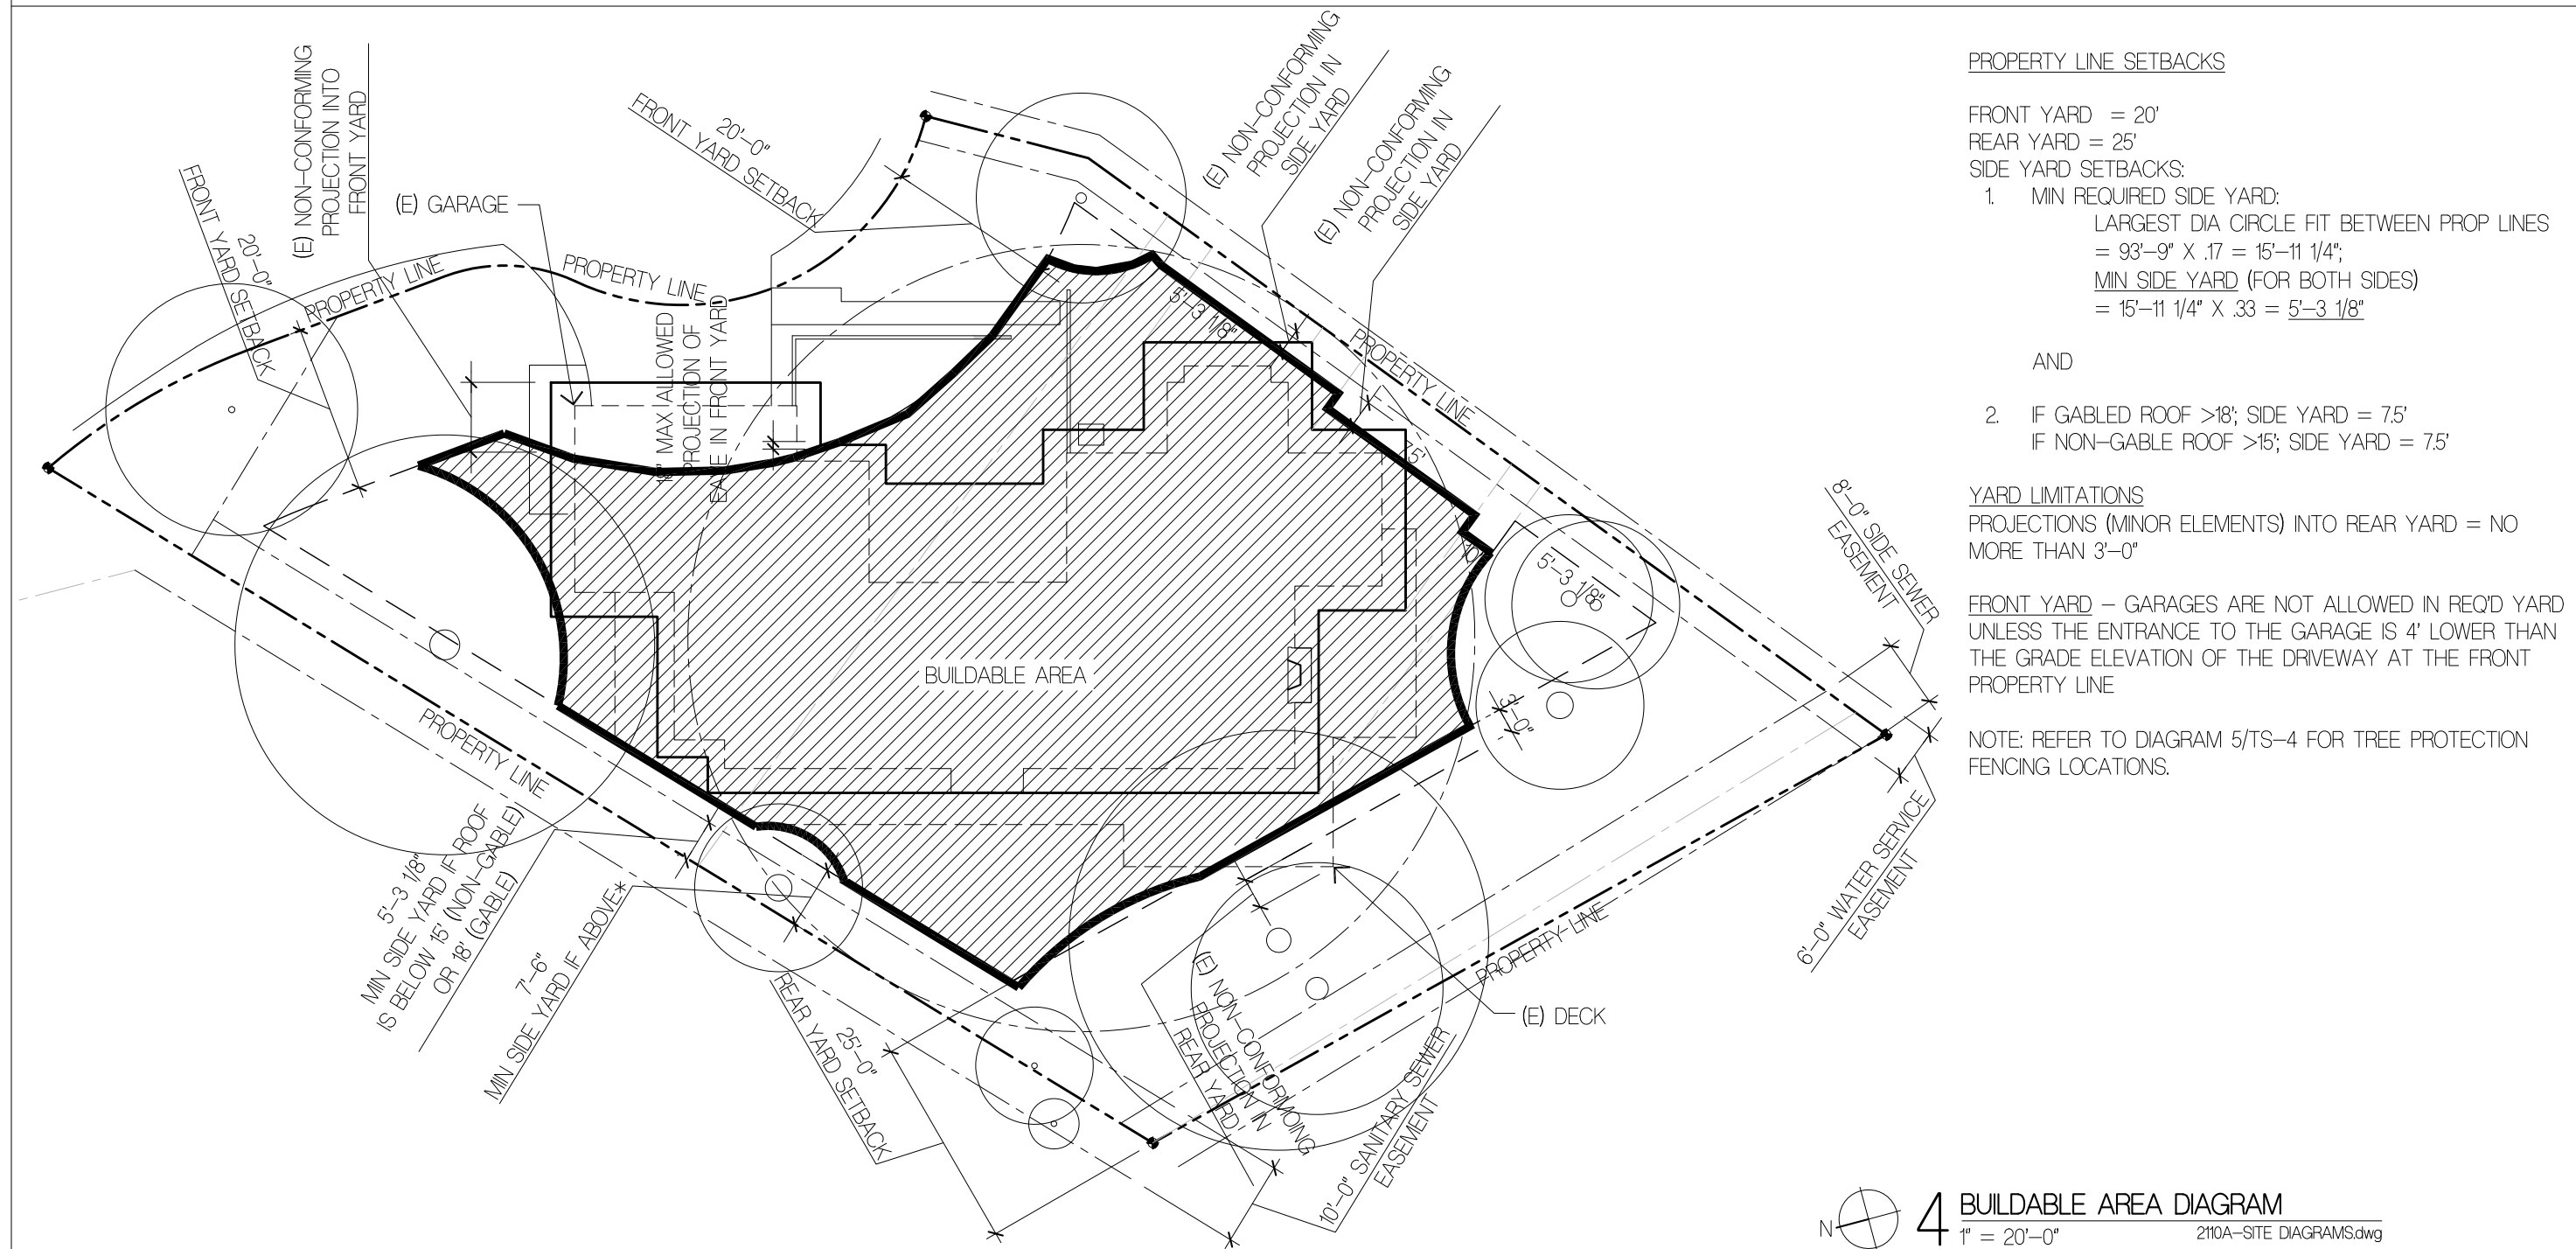 (E) NON-CONFORMING
PROJECTION INTO
FRONT YARD
(E) GARAGE
20'-0"
FRONT YARD SETBACK
20'-0"
FRONT YARD SETBACK
(E) NON-CONFORMING
PROJECTION IN
SIDE YARD
(E) NON-CONFORMING
PROJECTION IN
SIDE YARD
PROPERTY LINE
PROPERTY LINE
MAX ALLOWED
PROJECTION OF
EAVE IN FRONT YARD
5'-3 1/8"
PROPERTY LINE
5'-3 1/8"
3'-0"
BUILDABLE AREA
8'-0" SIDE SEWER
EASEMENT
6'-0" WATER SERVICE
EASEMENT
PROPERTY LINE
5'-3 1/8"
MIN SIDE YARD IF ROOF
IS BELOW 15' (NON-GABLE)
OR 18' (GABLE)
7'-6"
MIN SIDE YARD IF ABOVE*
25'-0"
REAR YARD SETBACK
(E) NON-CONFORMOING
PROJECTION IN
REAR YARD
10'-0" SANITARY SEWER
EASEMENT
PROPERTY LINE
(E) DECK
PROPERTY LINE SETBACKS
FRONT YARD = 20'
REAR YARD = 25'
SIDE YARD SETBACKS:
1. MIN REQUIRED SIDE YARD:
LARGEST DIA CIRCLE FIT BETWEEN PROP LINES
= 93'-9" X .17 = 15'-11 1/4";
MIN SIDE YARD (FOR BOTH SIDES)
= 15'-11 1/4" X .33 = 5'-3 1/8"
AND
2. IF GABLED ROOF >18'; SIDE YARD = 7.5'
IF NON-GABLE ROOF >15'; SIDE YARD = 7.5'
YARD LIMITATIONS
PROJECTIONS (MINOR ELEMENTS) INTO REAR YARD = NO
MORE THAN 3'-0"
FRONT YARD - GARAGES ARE NOT ALLOWED IN REQ'D YARD
UNLESS THE ENTRANCE TO THE GARAGE IS 4' LOWER THAN
THE GRADE ELEVATION OF THE DRIVEWAY AT THE FRONT
PROPERTY LINE
NOTE: REFER TO DIAGRAM 5/TS-4 FOR TREE PROTECTION
FENCING LOCATIONS.
N
4 BUILDABLE AREA DIAGRAM
1" = 20'-0"
2110A-SITE DIAGRAMS.dwg